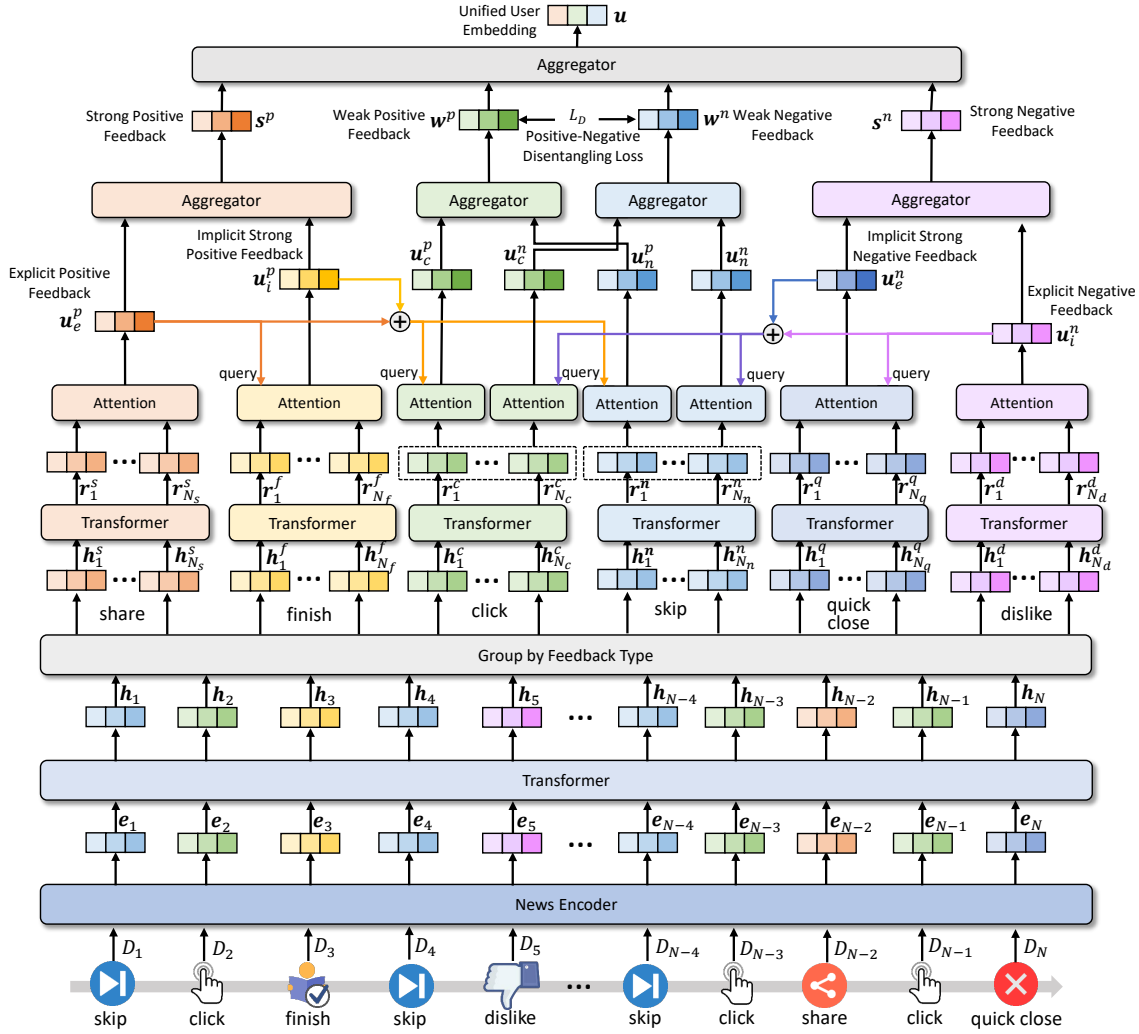 Unified User
Embedding
u
Aggregator
Strong Positive
Feedback
s^p
Weak Positive
Feedback
w^p
L_D
Positive-Negative
Disentangling Loss
w^n
Weak Negative
Feedback
s^n
Strong Negative
Feedback
Aggregator
Aggregator
Aggregator
Aggregator
Implicit Strong
Positive Feedback
u_c^p
u_c^n
u_n^p
u_n^n
Implicit Strong
Negative Feedback
Explicit Positive
Feedback
u_i^p
u_e^n
Explicit Negative
Feedback
u_e^p
+
+
u_i^n
query
query
query
query
query
query
Attention
Attention
Attention
Attention
Attention
Attention
Attention
Attention
... ... ... ... ... ...
r_1^s
r_{N_s}^s
r_1^f
r_{N_f}^f
r_1^c
r_{N_c}^c
r_1^n
r_{N_n}^n
r_1^q
r_{N_q}^q
r_1^d
r_{N_d}^d
Transformer
Transformer
Transformer
Transformer
Transformer
Transformer
h_1^s
h_{N_s}^s
h_1^f
h_{N_f}^f
h_1^c
h_{N_c}^c
h_1^n
h_{N_n}^n
h_1^q
h_{N_q}^q
h_1^d
h_{N_d}^d
... ... ... ... ... ...
share
finish
click
skip
quick
close
dislike
Group by Feedback Type
h_1 h_2 h_3 h_4 h_5 ... h_{N-4} h_{N-3} h_{N-2} h_{N-1} h_N
Transformer
e_1 e_2 e_3 e_4 e_5 ... e_{N-4} e_{N-3} e_{N-2} e_{N-1} e_N
News Encoder
D_1 D_2 D_3 D_4 D_5 D_{N-4} D_{N-3} D_{N-2} D_{N-1} D_N
...
skip click finish skip dislike skip click share click quick close